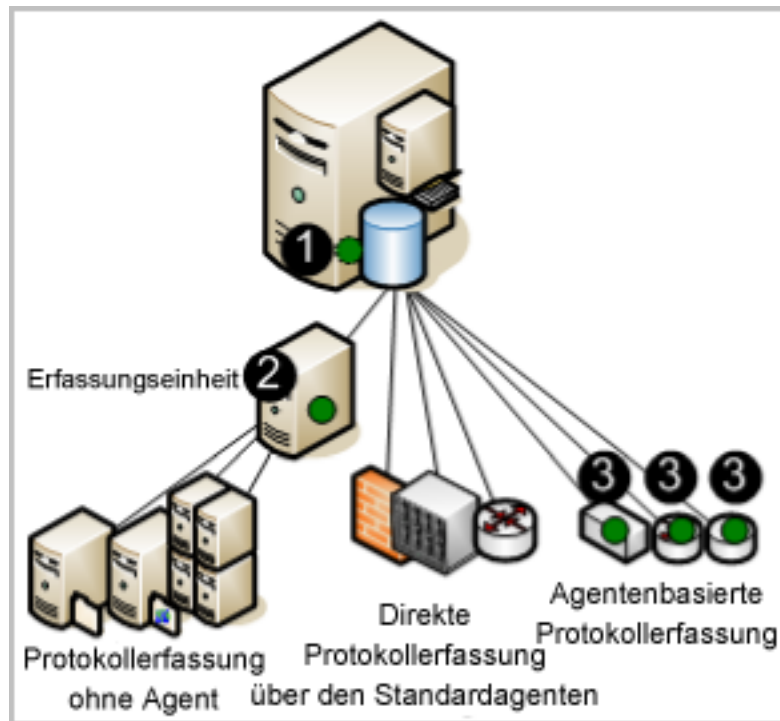 1
Erfassungseinheit 2
3 3 3
Protokollerfassung
ohne Agent
Direkte
Protokollerfassung
über den Standardagenten
Agentenbasierte
Protokollerfassung